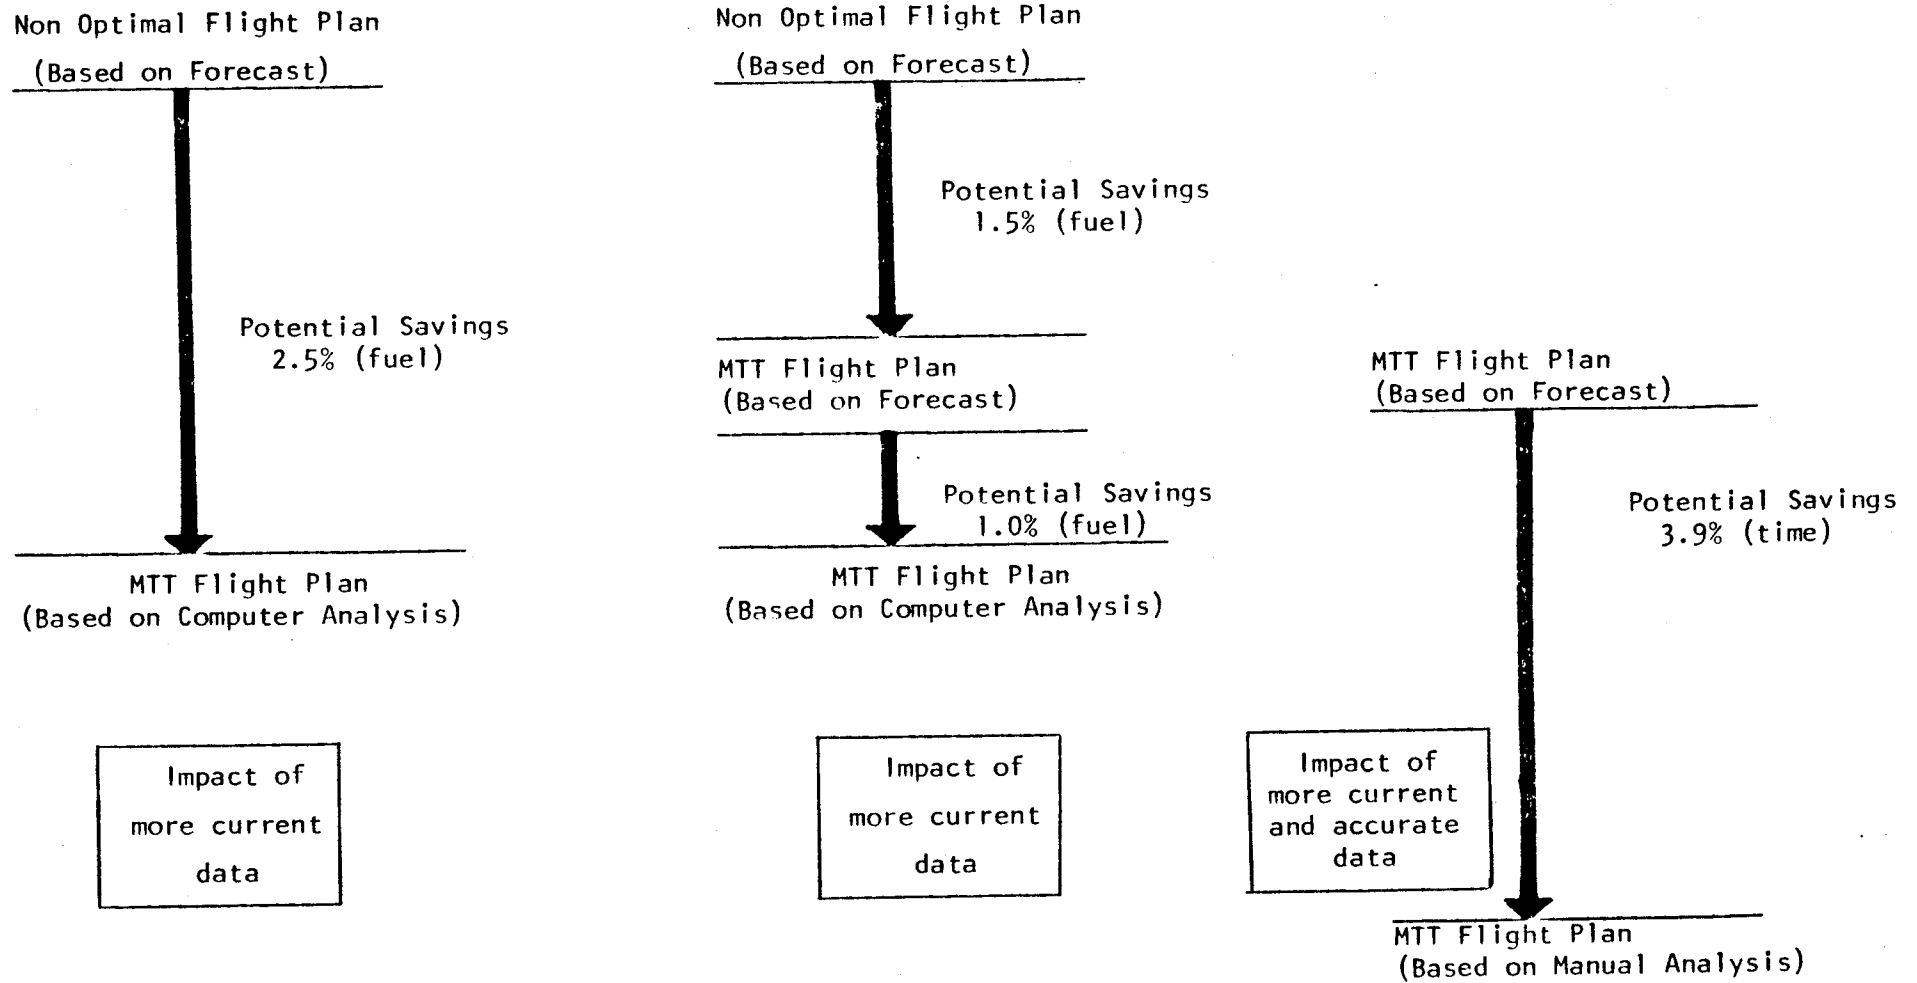 Non Optimal Flight Plan
(Based on Forecast)
Potential Savings
2.5% (fuel)
MTT Flight Plan
(Based on Computer Analysis)
Impact of
more current
data
Non Optimal Flight Plan
(Based on Forecast)
Potential Savings
1.5% (fuel)
MTT Flight Plan
(Based on Forecast)
Potential Savings
1.0% (fuel)
MTT Flight Plan
(Based on Computer Analysis)
Impact of
more current
data
MTT Flight Plan
(Based on Forecast)
Potential Savings
3.9% (time)
Impact of
more current
and accurate
data
MTT Flight Plan
(Based on Manual Analysis)